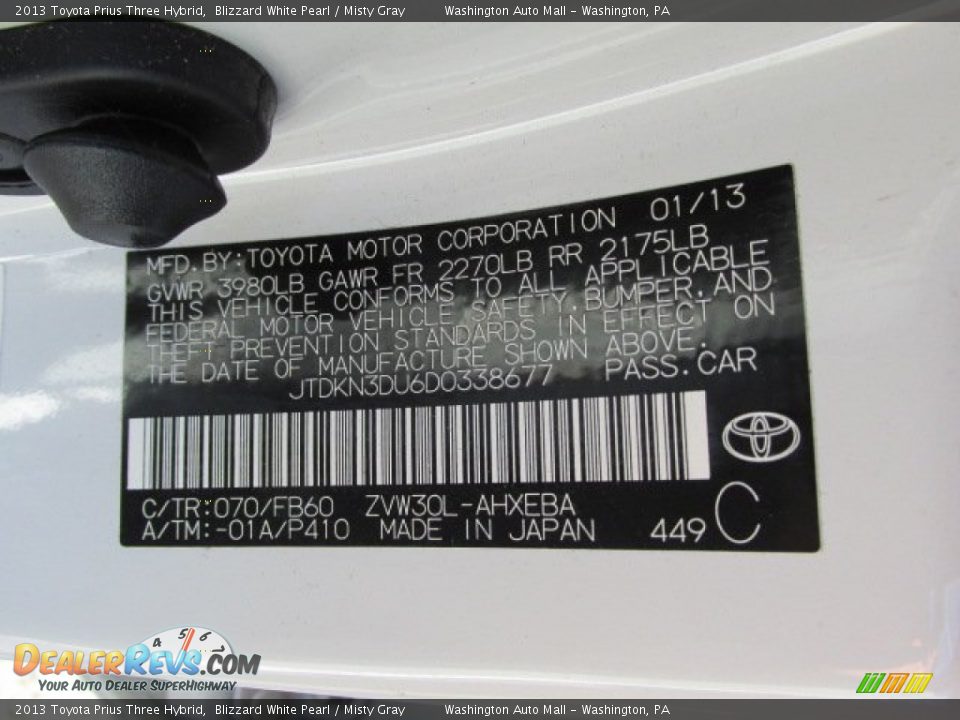 2013 Toyota Prius Three Hybrid,  Blizzard White Pearl / Misty Gray        Washington Auto Mall - Washington, PA
MFD.BY:TOYOTA MOTOR CORPORATION 01/13
GVWR 3980LB GAWR FR 2270LB RR 2175LB
THIS VEHICLE CONFORMS TO ALL APPLICABLE
FEDERAL MOTOR VEHICLE SAFETY,BUMPER,AND
THEFT PREVENTION STANDARDS IN EFFECT ON
THE DATE OF MANUFACTURE SHOWN ABOVE.
JTDKN3DU6D0338677 PASS.CAR
C/TR:070/FB60 ZVW30L-AHXEBA
A/TM:-01A/P410 MADE IN JAPAN 449 C
4 5 6
DEALERREVS.COM
YOUR AUTO DEALER SUPERHIGHWAY
2013 Toyota Prius Three Hybrid,  Blizzard White Pearl / Misty Gray        Washington Auto Mall - Washington, PA